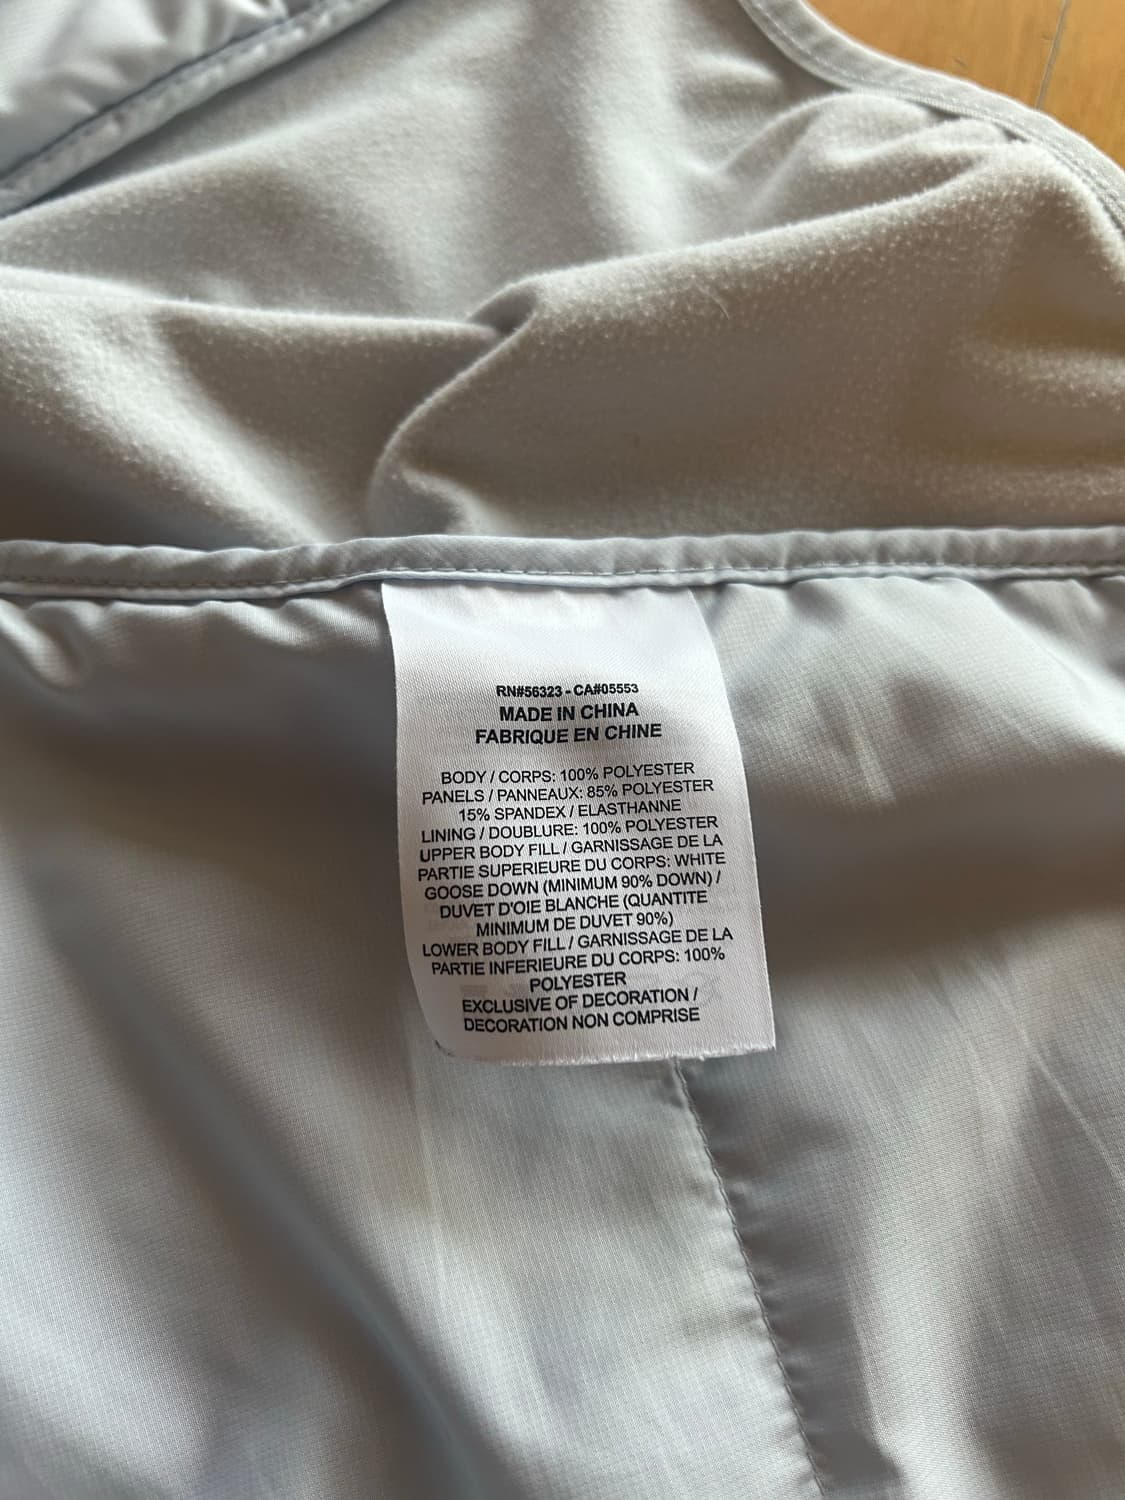 RN#56323 - CA#05553
MADE IN CHINA
FABRIQUE EN CHINE
BODY / CORPS: 100% POLYESTER
PANELS / PANNEAUX: 85% POLYESTER
15% SPANDEX / ELASTHANNE
LINING / DOUBLURE: 100% POLYESTER
UPPER BODY FILL / GARNISSAGE DE LA
PARTIE SUPERIEURE DU CORPS: WHITE
GOOSE DOWN (MINIMUM 90% DOWN) /
DUVET D'OIE BLANCHE (QUANTITE
MINIMUM DE DUVET 90%)
LOWER BODY FILL / GARNISSAGE DE LA
PARTIE INFERIEURE DU CORPS: 100%
POLYESTER
EXCLUSIVE OF DECORATION /
DECORATION NON COMPRISE